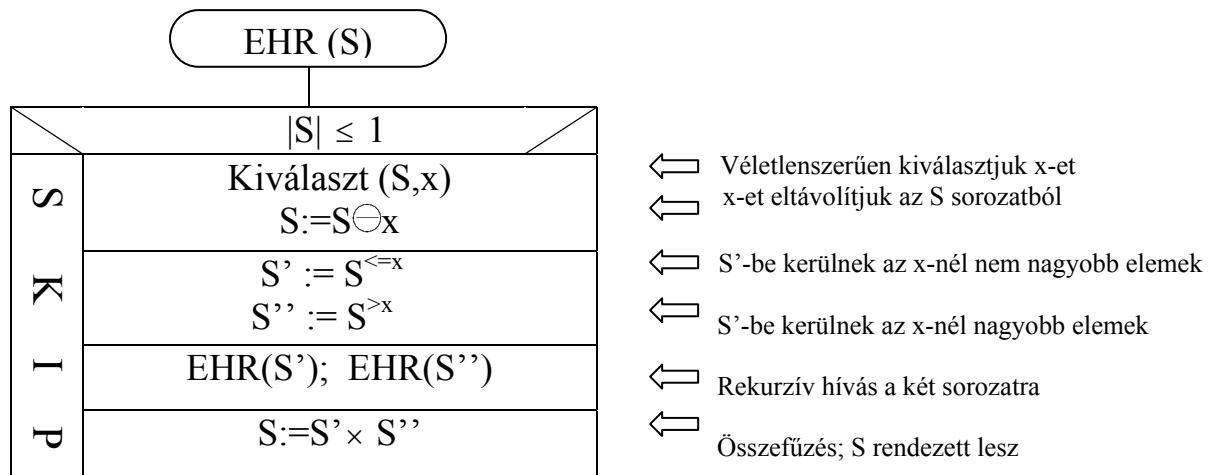 EHR (S)
|S| ≤ 1
S K I P
Kiválaszt (S,x)
S:=S⊖x
S' := S<=x
S'' := S>x
EHR(S'); EHR(S'')
S:=S'× S''
Véletlenszerűen kiválasztjuk x-et
x-et eltávolítjuk az S sorozatból
S'-be kerülnek az x-nél nem nagyobb elemek
S'-be kerülnek az x-nél nagyobb elemek
Rekurzív hívás a két sorozatra
Összefűzés; S rendezett lesz